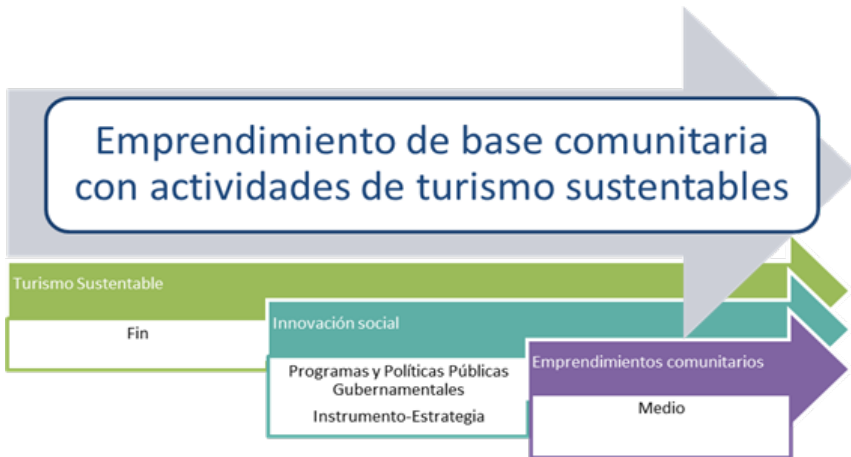 Emprendimiento de base comunitaria
con actividades de turismo sustentables
Turismo Sustentable
Fin
Innovación social
Programas y Políticas Públicas
Gubernamentales
Instrumento-Estrategia
Emprendimientos comunitarios
Medio